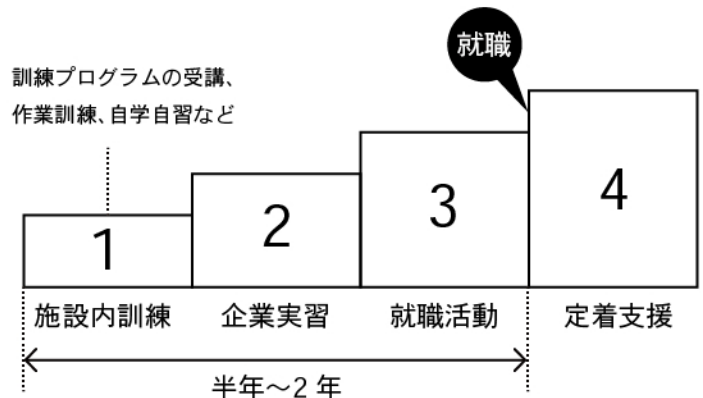 就職
訓練プログラムの受講、
作業訓練、自学自習など
1
2
3
4
施設内訓練
企業実習
就職活動
定着支援
半年～2年